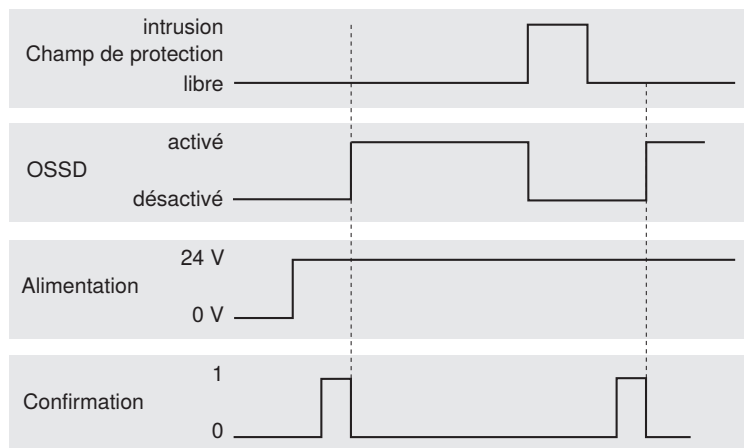 intrusion
Champ de protection
libre
activé
OSSD
désactivé
24 V
Alimentation
0 V
1
Confirmation
0